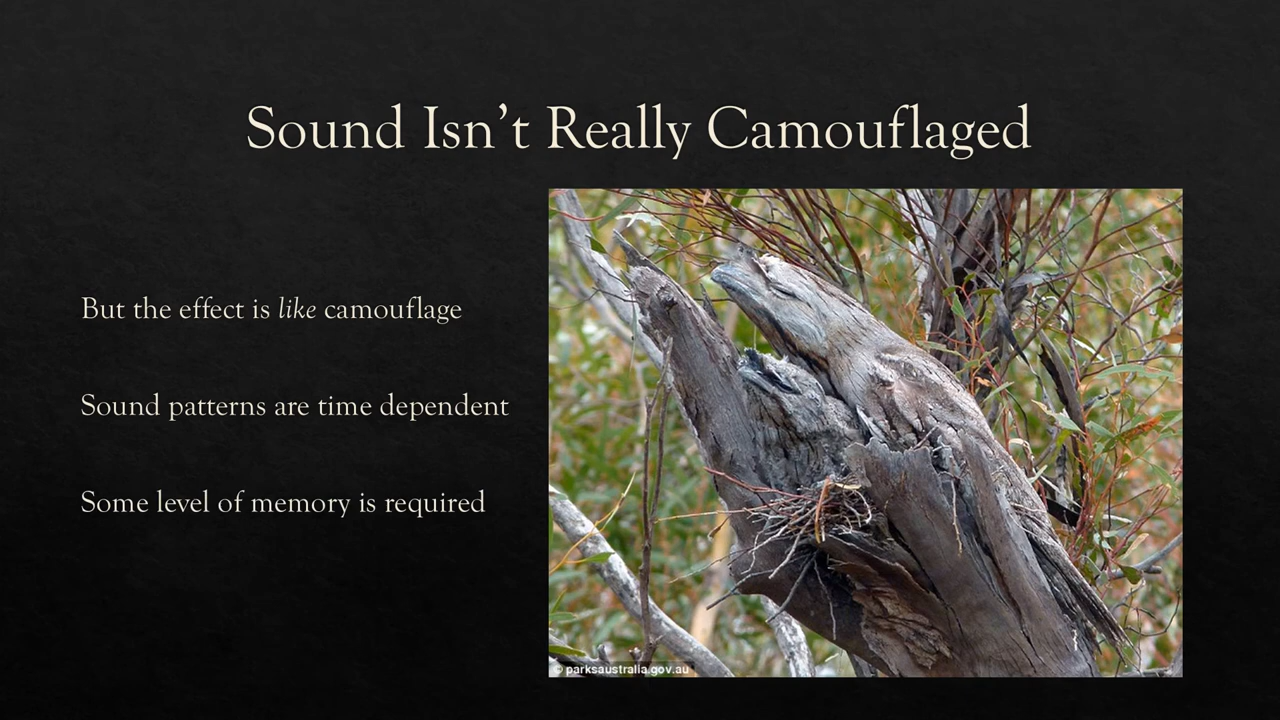 Sound Isn’t Really Camouflaged
But the effect is like camouflage
Sound patterns are time dependent
Some level of memory is required
© parksaustralia.gov.au